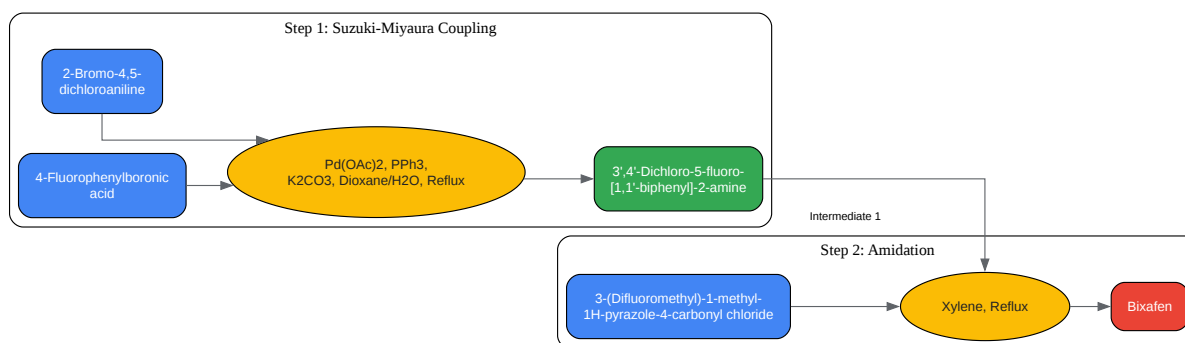 Step 1: Suzuki-Miyaura Coupling
2-Bromo-4,5-
dichloroaniline
4-Fluorophenylboronic
acid
Pd(OAc)2, PPh3,
K2CO3, Dioxane/H2O, Reflux
3',4'-Dichloro-5-fluoro-
[1,1'-biphenyl]-2-amine
Intermediate 1
Step 2: Amidation
3-(Difluoromethyl)-1-methyl-
1H-pyrazole-4-carbonyl chloride
Xylene, Reflux
Bixafen